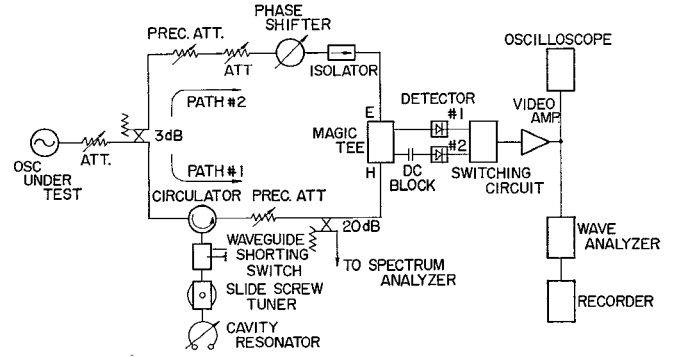 PHASE
SHIFTER
PREC. ATT.
ATT
ISOLATOR
OSCILLOSCOPE
PATH #2
E
DETECTOR
#1
VIDEO
AMP.
3dB
MAGIC
TEE
#2
OSC
UNDER
TEST
ATT.
PATH #1
H
DC
BLOCK
SWITCHING
CIRCUIT
CIRCULATOR
PREC. ATT
20dB
WAVEGUIDE
SHORTING
SWITCH
TO SPECTRUM
ANALYZER
WAVE
ANALYZER
SLIDE SCREW
TUNER
RECORDER
CAVITY
RESONATOR